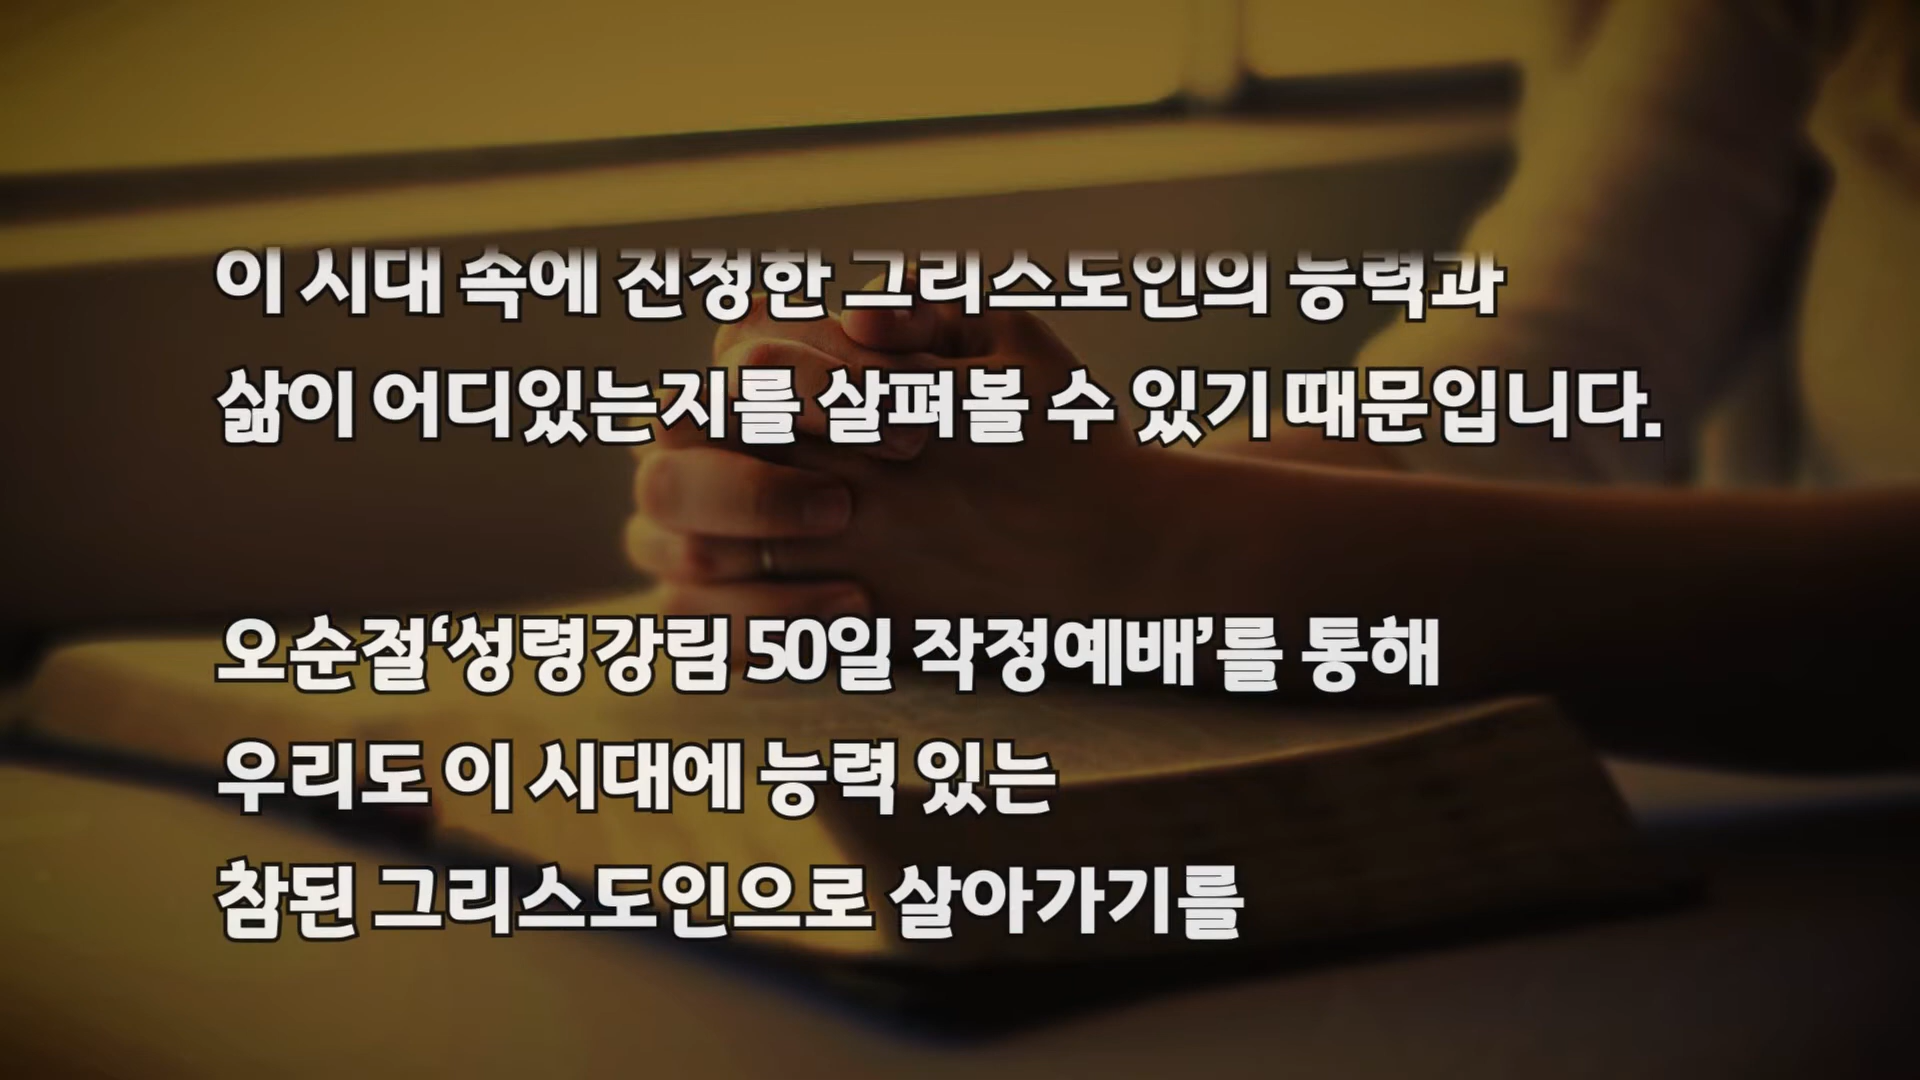 이 시대 속에 진정한 그리스도인의 능력과
삶이 어디있는지를 살펴볼 수 있기 때문입니다.
오순절‘성령강림 50일 작정예배’를 통해
우리도 이 시대에 능력 있는
참된 그리스도인으로 살아가기를